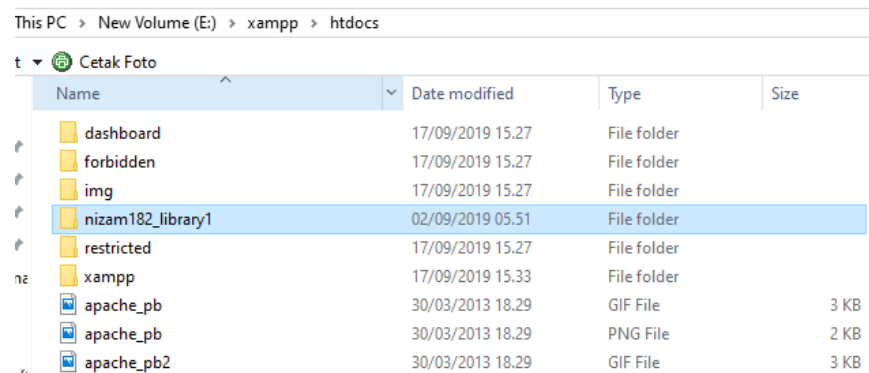 This PC > New Volume (E:) > xampp > htdocs
t Cetak Foto
Name Date modified Type Size
dashboard 17/09/2019 15.27 File folder
forbidden 17/09/2019 15.27 File folder
img 17/09/2019 15.27 File folder
nizam182_library1 02/09/2019 05.51 File folder
restricted 17/09/2019 15.27 File folder
xampp 17/09/2019 15.33 File folder
apache_pb 30/03/2013 18.29 GIF File 3 KB
apache_pb 30/03/2013 18.29 PNG File 2 KB
apache_pb2 30/03/2013 18.29 GIF File 3 KB